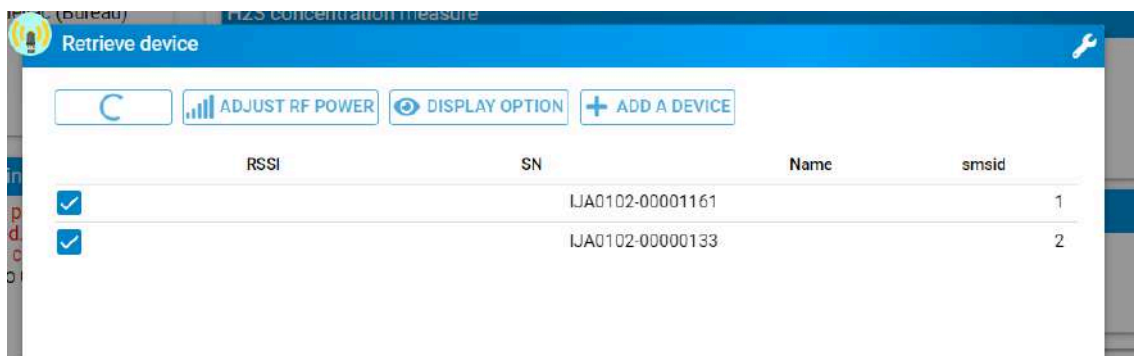 (Bureau)
H2S concentration measure
Retrieve device
ADJUST RF POWER
DISPLAY OPTION
ADD A DEVICE
RSSI SN Name smsid
IJA0102-00001161 1
IJA0102-00000133 2